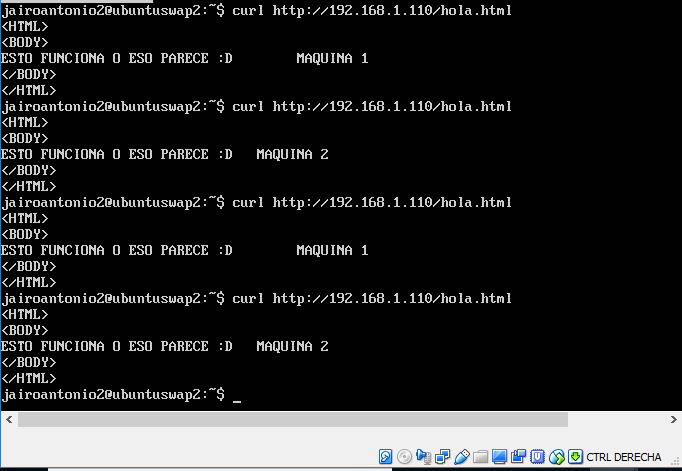 jairoantonio2@ubuntuswap2:~$ curl http://192.168.1.110/hola.html
<HTML>
<BODY>
ESTO FUNCIONA O ESO PARECE :D        MAQUINA 1
</BODY>
</HTML>
jairoantonio2@ubuntuswap2:~$ curl http://192.168.1.110/hola.html
<HTML>
<BODY>
ESTO FUNCIONA O ESO PARECE :D   MAQUINA 2
</BODY>
</HTML>
jairoantonio2@ubuntuswap2:~$ curl http://192.168.1.110/hola.html
<HTML>
<BODY>
ESTO FUNCIONA O ESO PARECE :D        MAQUINA 1
</BODY>
</HTML>
jairoantonio2@ubuntuswap2:~$ curl http://192.168.1.110/hola.html
<HTML>
<BODY>
ESTO FUNCIONA O ESO PARECE :D   MAQUINA 2
</BODY>
</HTML>
jairoantonio2@ubuntuswap2:~$ _
CTRL DERECHA